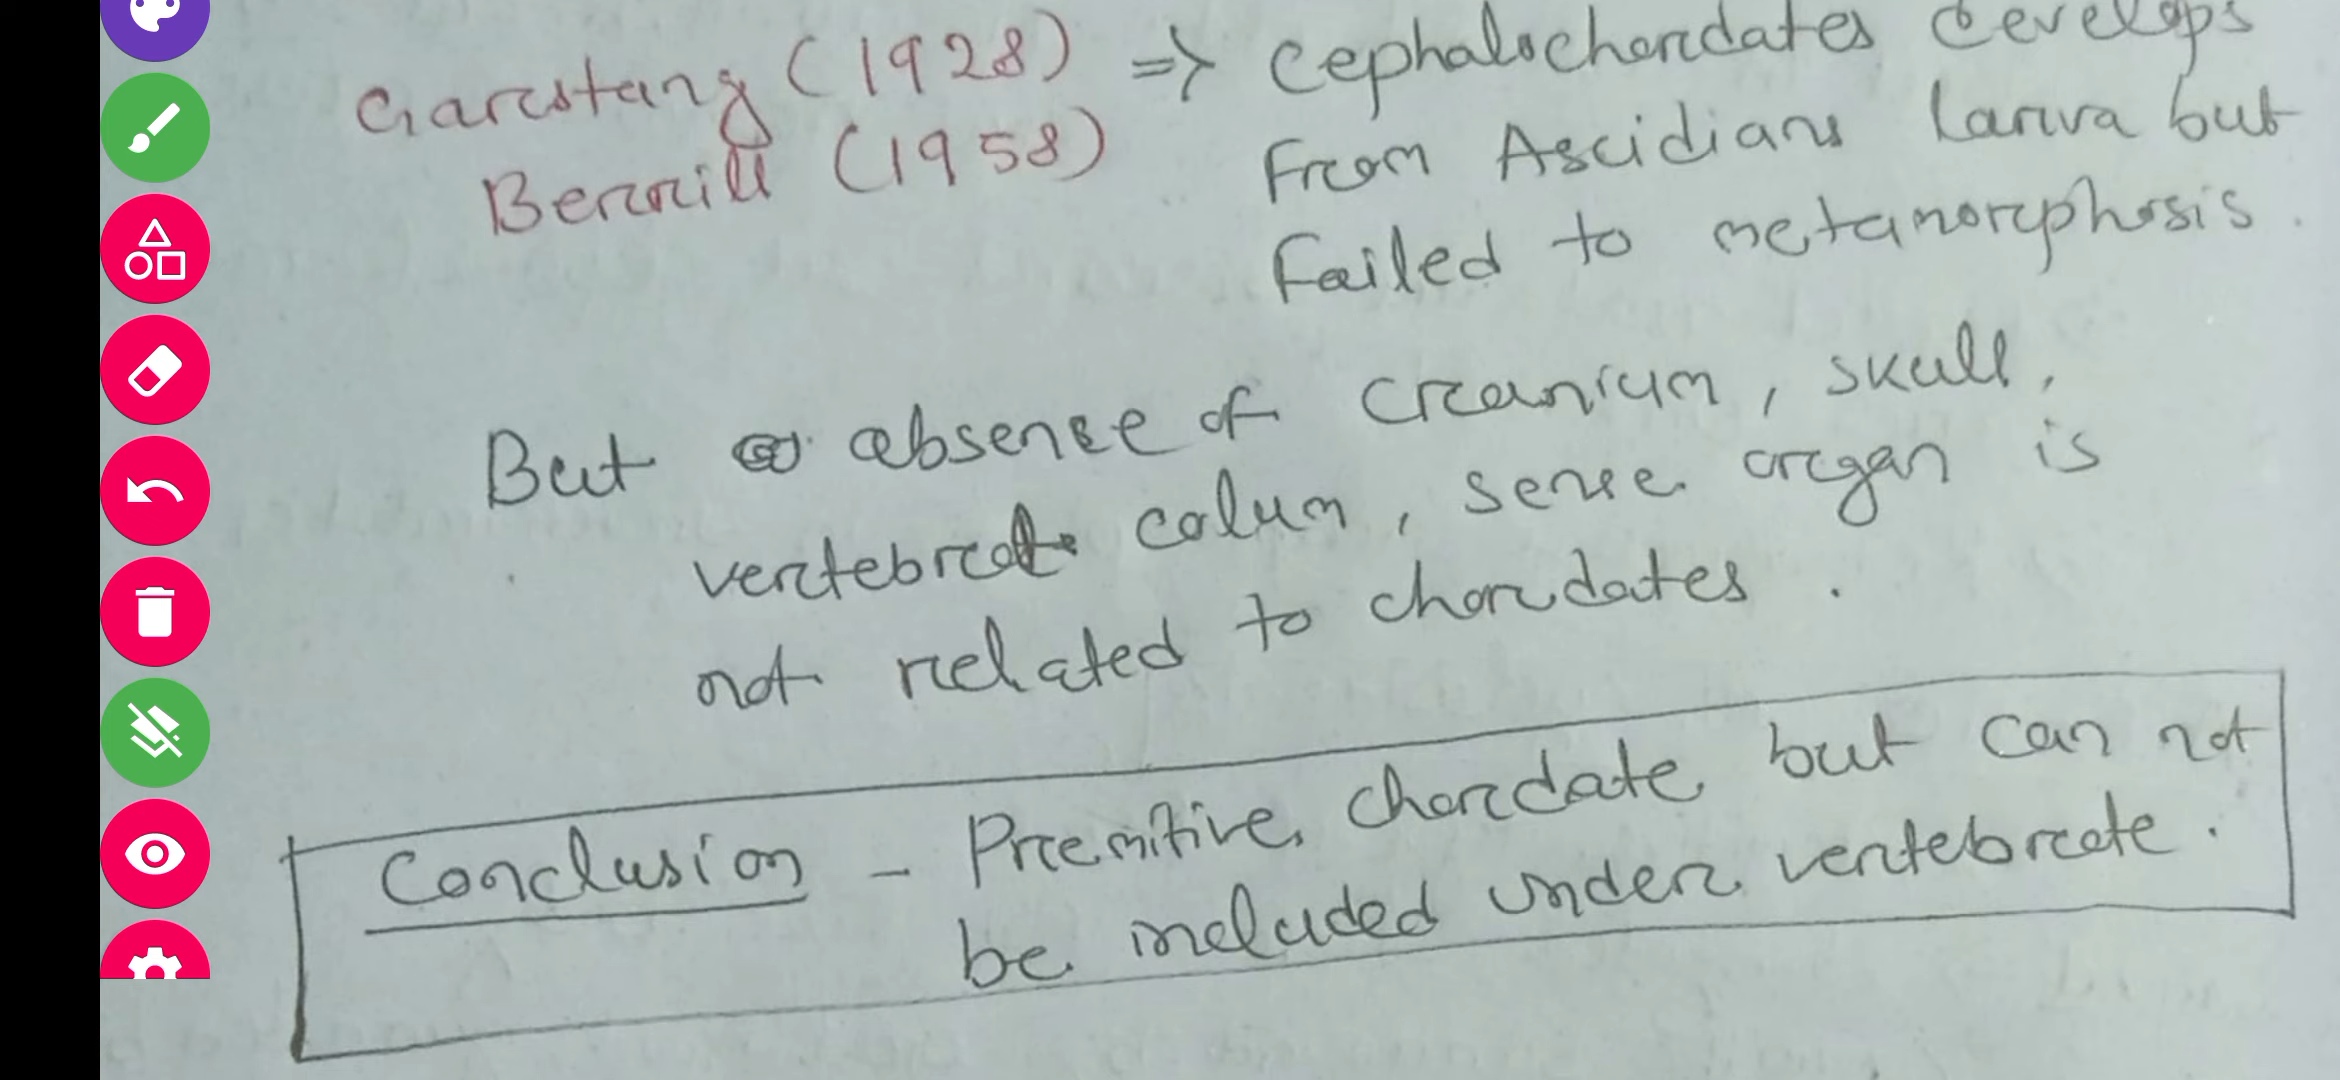 Garstang (1928) => Cephalochordates develops
Berrill (1958) From Ascidians larva but
Failed to metamorphosis.
But absense of Cranium, skull,
vertebrate colum, sense organ is
not related to chordates.
Conclusion - Premitive chordate but can not
be included under vertebrate.